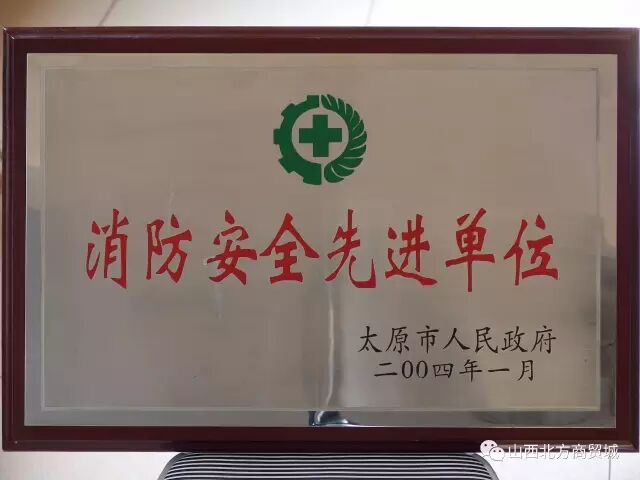 消防安全先进单位
太原市人民政府
二00四年一月
山西北方商贸城